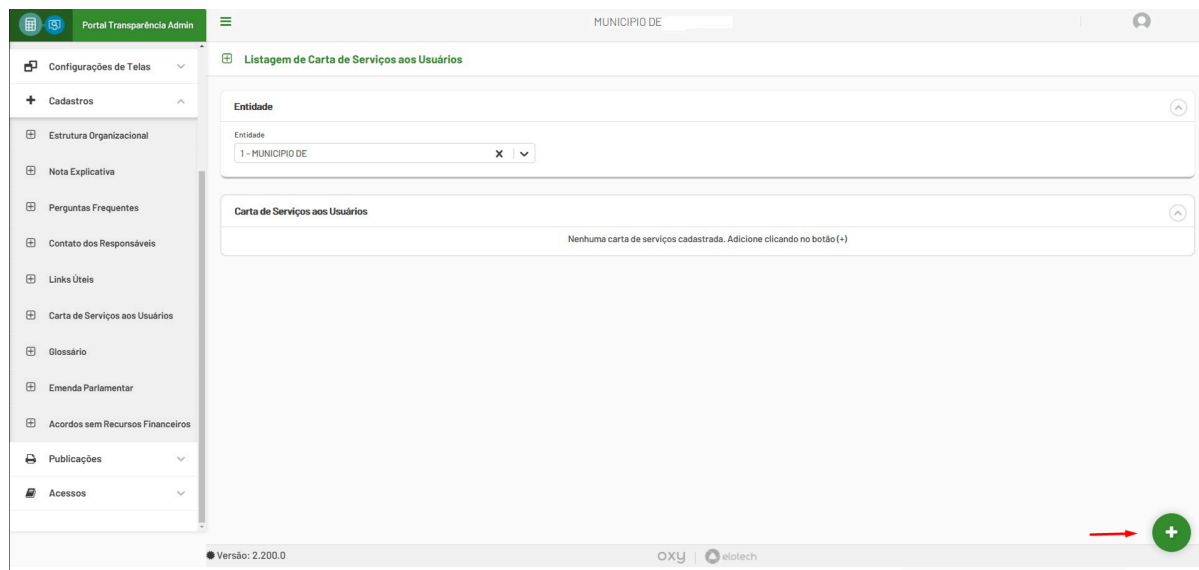 Portal Transparência Admin
MUNICIPIO DE
Configurações de Telas
Cadastros
Estrutura Organizacional
Nota Explicativa
Perguntas Frequentes
Contato dos Responsáveis
Links Úteis
Carta de Serviços aos Usuários
Glossário
Emenda Parlamentar
Acordos sem Recursos Financeiros
Publicações
Acessos
Listagem de Carta de Serviços aos Usuários
Entidade
Entidade
1 - MUNICIPIO DE
Carta de Serviços aos Usuários
Nenhuma carta de serviços cadastrada. Adicione clicando no botão (+)
Versão: 2.200.0
oxy | elotech